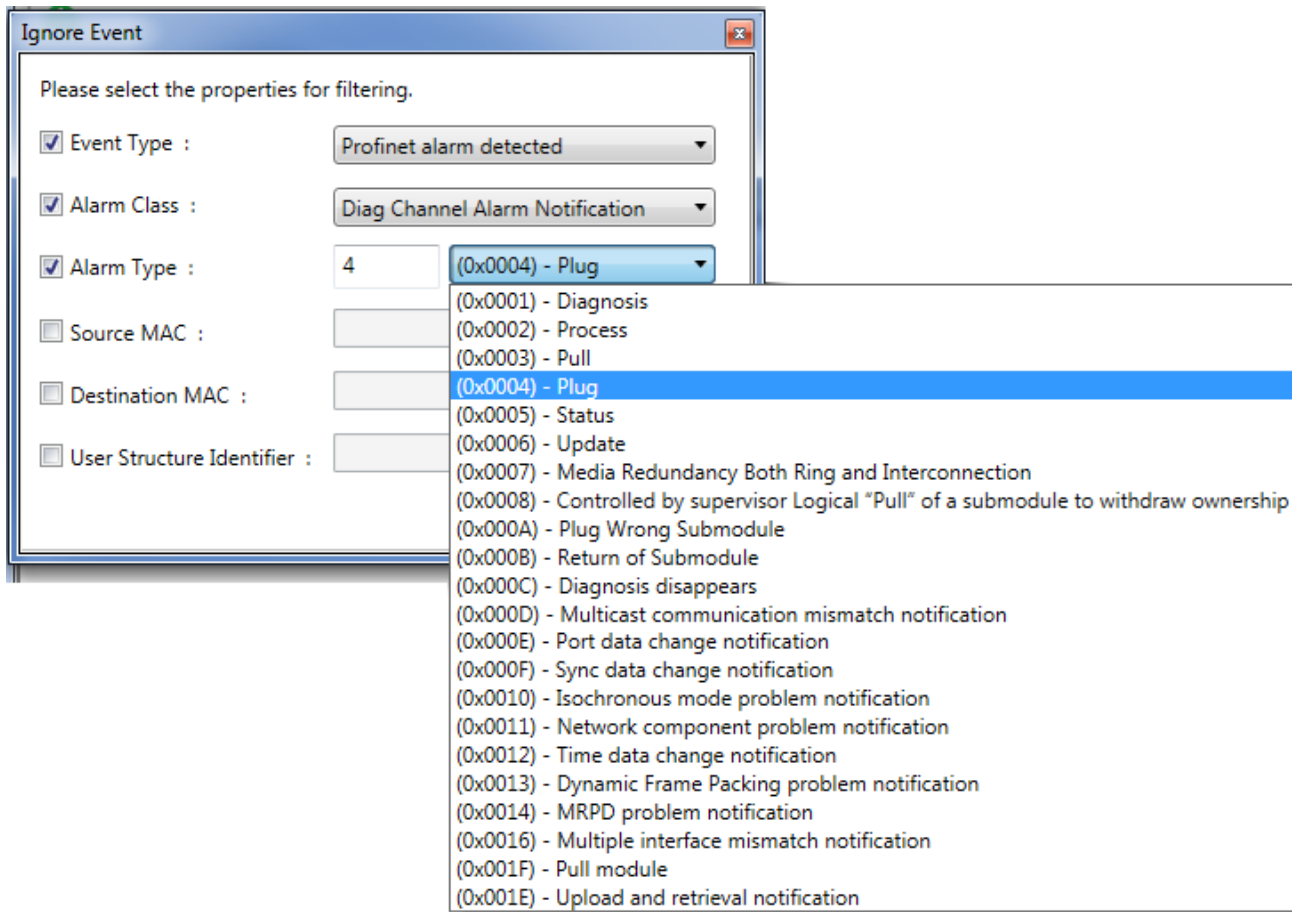 Ignore Event
Please select the properties for filtering.
Event Type :
Profinet alarm detected
Alarm Class :
Diag Channel Alarm Notification
Alarm Type :
4
(0x0004) - Plug
Source MAC :
Destination MAC :
User Structure Identifier :
(0x0001) - Diagnosis
(0x0002) - Process
(0x0003) - Pull
(0x0004) - Plug
(0x0005) - Status
(0x0006) - Update
(0x0007) - Media Redundancy Both Ring and Interconnection
(0x0008) - Controlled by supervisor Logical “Pull” of a submodule to withdraw ownership
(0x000A) - Plug Wrong Submodule
(0x000B) - Return of Submodule
(0x000C) - Diagnosis disappears
(0x000D) - Multicast communication mismatch notification
(0x000E) - Port data change notification
(0x000F) - Sync data change notification
(0x0010) - Isochronous mode problem notification
(0x0011) - Network component problem notification
(0x0012) - Time data change notification
(0x0013) - Dynamic Frame Packing problem notification
(0x0014) - MRPD problem notification
(0x0016) - Multiple interface mismatch notification
(0x001F) - Pull module
(0x001E) - Upload and retrieval notification